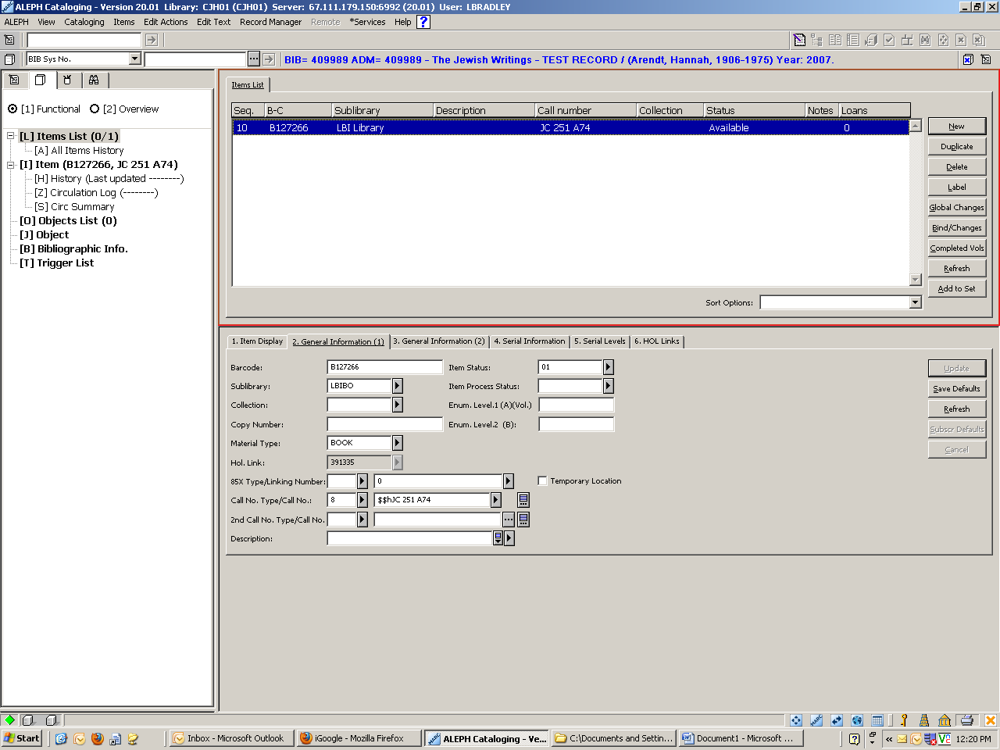 ALEPH Cataloging - Version 20.01 Library: CJH01 (CJH01) Server: 67.111.179.150:6992 (20.01) User: LBRADLEY
ALEPH View Cataloging Items Edit Actions Edit Text Record Manager Remote *Services Help ?
BIB Sys No. ... BIB= 409989 ADM= 409989 - The Jewish Writings - TEST RECORD / (Arendt, Hannah, 1906-1975) Year: 2007.
[1] Functional [2] Overview
[L] Items List (0/1)
[A] All Items History
[I] Item (B127266, JC 251 A74)
[H] History (Last updated --------)
[Z] Circulation Log (--------)
[S] Circ Summary
[O] Objects List (0)
[J] Object
[B] Bibliographic Info.
[T] Trigger List
Items List
Seq. B-C Sublibrary Description Call number Collection Status Notes Loans
10 B127266 LBI Library JC 251 A74 Available 0
New
Duplicate
Delete
Label
Global Changes
Bind/Changes
Completed Vols
Refresh
Add to Set
Sort Options:
1. Item Display 2. General Information (1) 3. General Information (2) 4. Serial Information 5. Serial Levels 6. HOL Links
Barcode: B127266 Item Status: 01
Sublibrary: LBIBO Item Process Status:
Collection: Enum. Level.1 (A)(Vol.)
Copy Number: Enum. Level.2 (B):
Material Type: BOOK
Hol. Link: 391335
85X Type/Linking Number: 0 Temporary Location
Call No. Type/Call No.: 8 $$hJC 251 A74
2nd Call No. Type/Call No. ...
Description:
Update
Save Defaults
Refresh
Subscr Defaults
Cancel
Start Inbox - Microsoft Outlook iGoogle - Mozilla Firefox ALEPH Cataloging - Ve... C:\Documents and Settin... Document1 - Microsoft ... ? « 12:20 PM